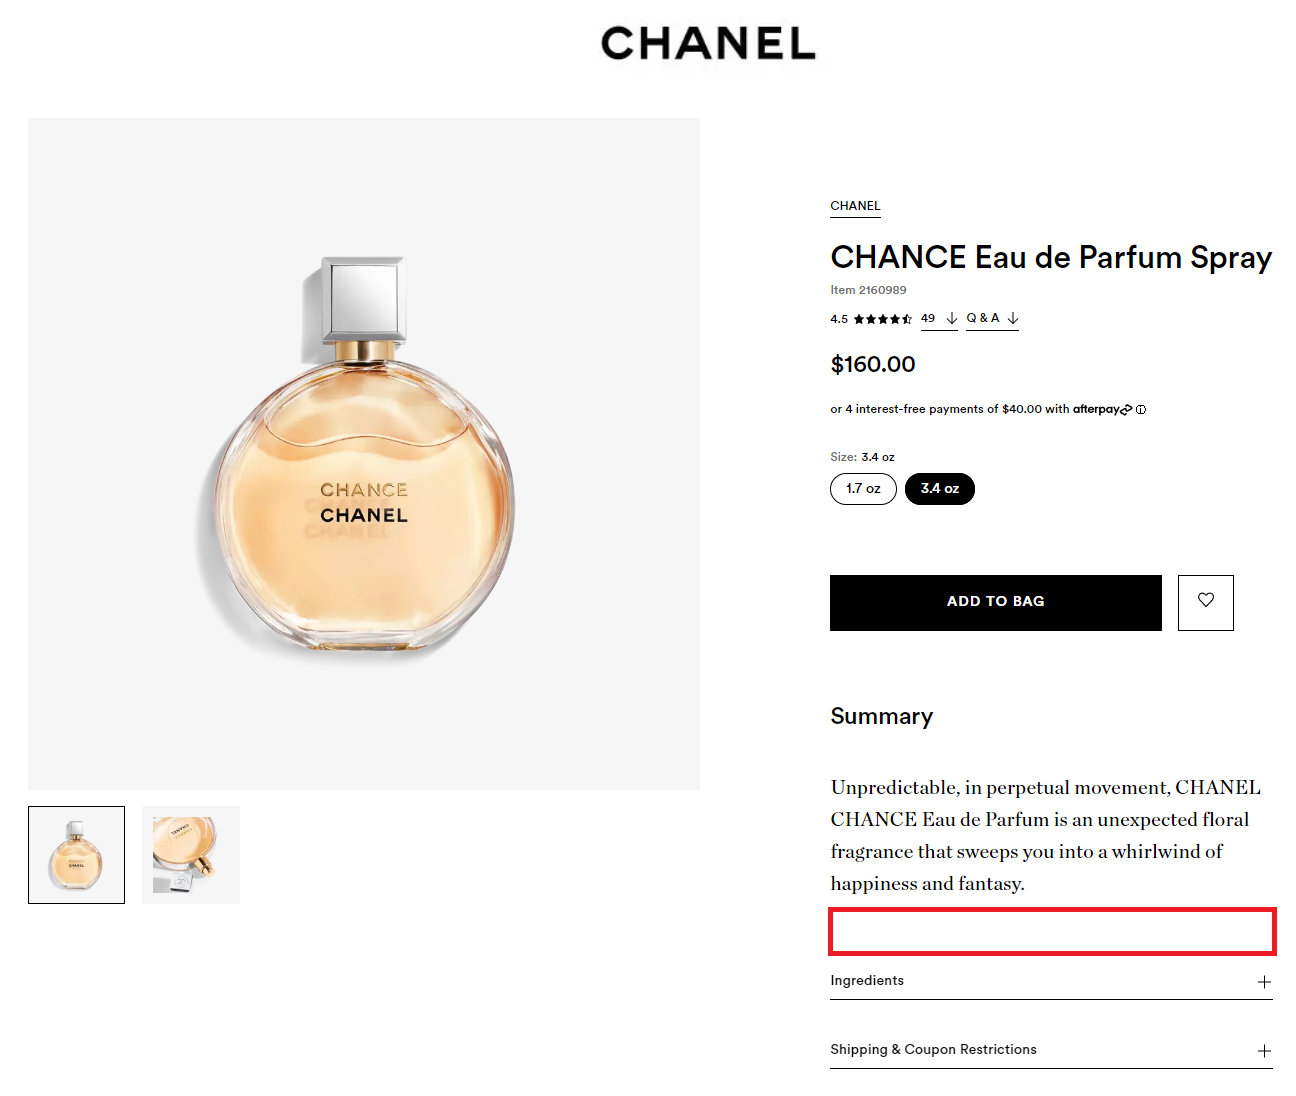 CHANEL
CHANCE
CHANEL
CHANEL
CHANCE Eau de Parfum Spray
Item 2160989
4.5 49 Q & A
$160.00
or 4 interest-free payments of $40.00 with afterpay
Size: 3.4 oz
1.7 oz 3.4 oz
ADD TO BAG
Summary
Unpredictable, in perpetual movement, CHANEL
CHANCE Eau de Parfum is an unexpected floral
fragrance that sweeps you into a whirlwind of
happiness and fantasy.
Ingredients
Shipping & Coupon Restrictions